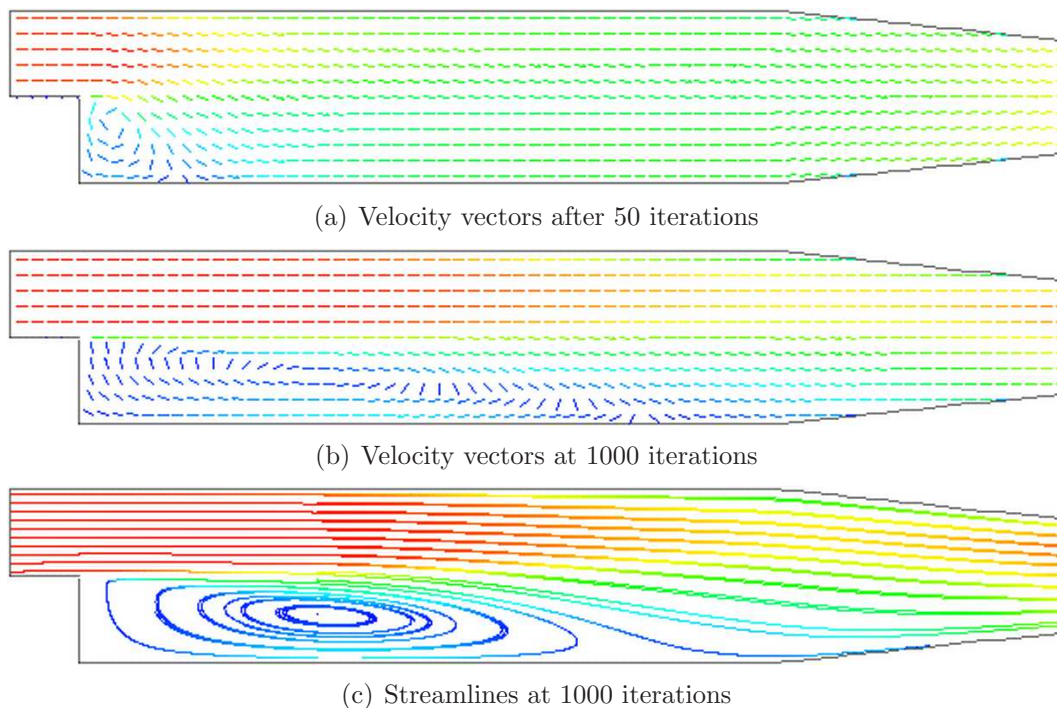 (a) Velocity vectors after 50 iterations
(b) Velocity vectors at 1000 iterations
(c) Streamlines at 1000 iterations